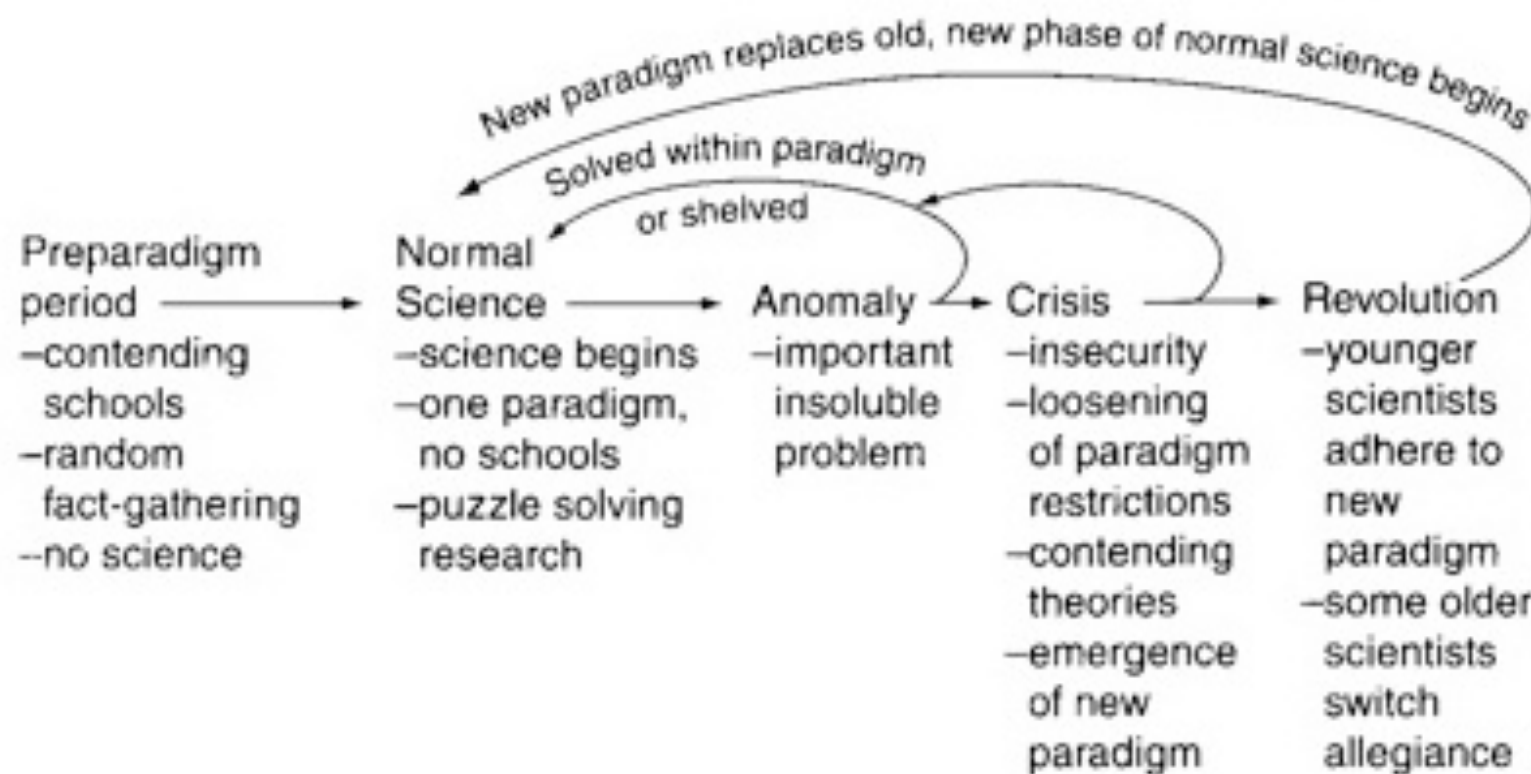 New paradigm replaces old, new phase of normal science begins
Solved within paradigm
or shelved
Preparadigm
period
–contending
schools
–random
fact-gathering
–no science
Normal
Science
–science begins
–one paradigm,
no schools
–puzzle solving
research
Anomaly
–important
insoluble
problem
Crisis
–insecurity
–loosening
of paradigm
restrictions
–contending
theories
–emergence
of new
paradigm
Revolution
–younger
scientists
adhere to
new
paradigm
–some older
scientists
switch
allegiance